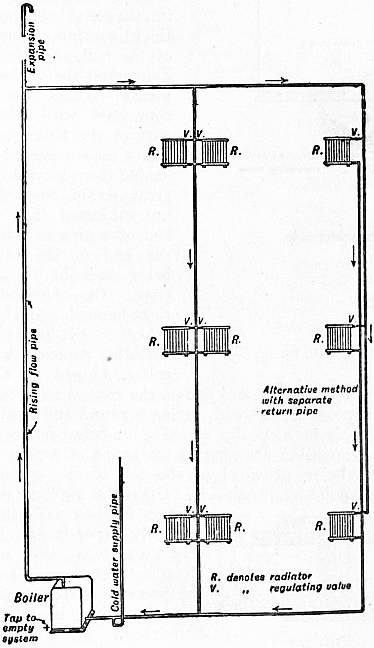 Expansion
pipe
V. V.
V.
R.
R.
R.
Rising flow pipe
V. V.
V.
R.
R.
R.
Alternative method
with separate
return pipe
Cold water supply pipe
V. V.
V.
R.
R.
R.
R. denotes radiator
V. „ regulating valve
Boiler
Tap to
empty
system